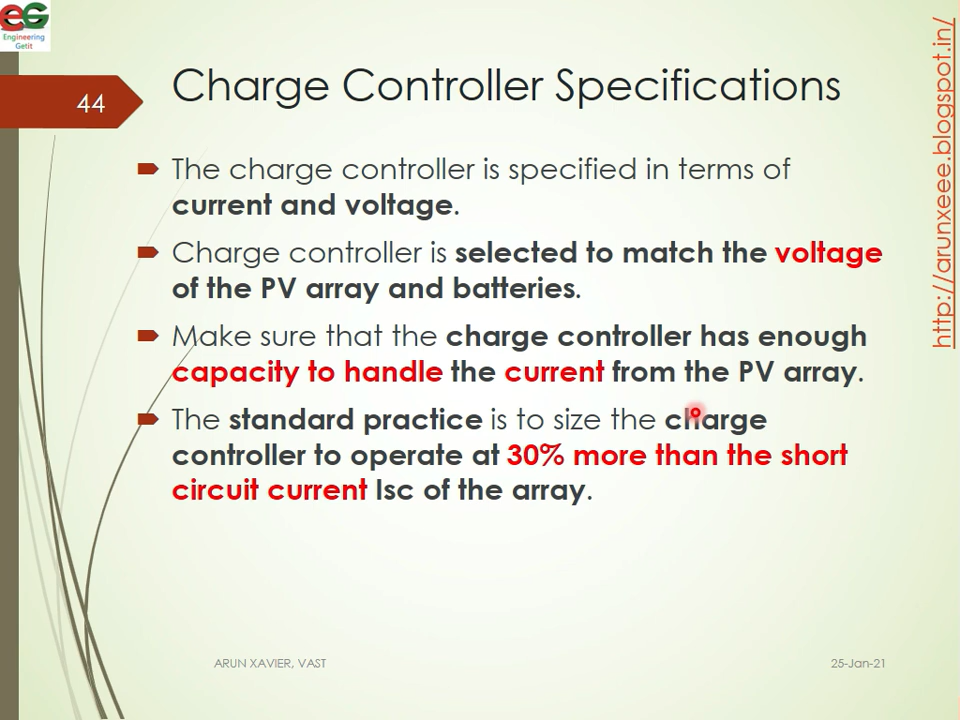 EG
Engineering
Getit
44
Charge Controller Specifications
http://arunxeee.blogspot.in/
The charge controller is specified in terms of
current and voltage.
Charge controller is selected to match the voltage
of the PV array and batteries.
Make sure that the charge controller has enough
capacity to handle the current from the PV array.
The standard practice is to size the charge
controller to operate at 30% more than the short
circuit current Isc of the array.
ARUN XAVIER, VAST
25-Jan-21